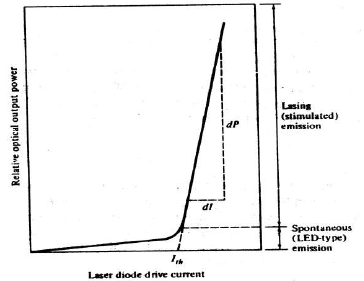 Relative optical output power
dP
dI
Lasing
(stimulated)
emission
Spontaneous
(LED-type)
emission
I_th
Laser diode drive current